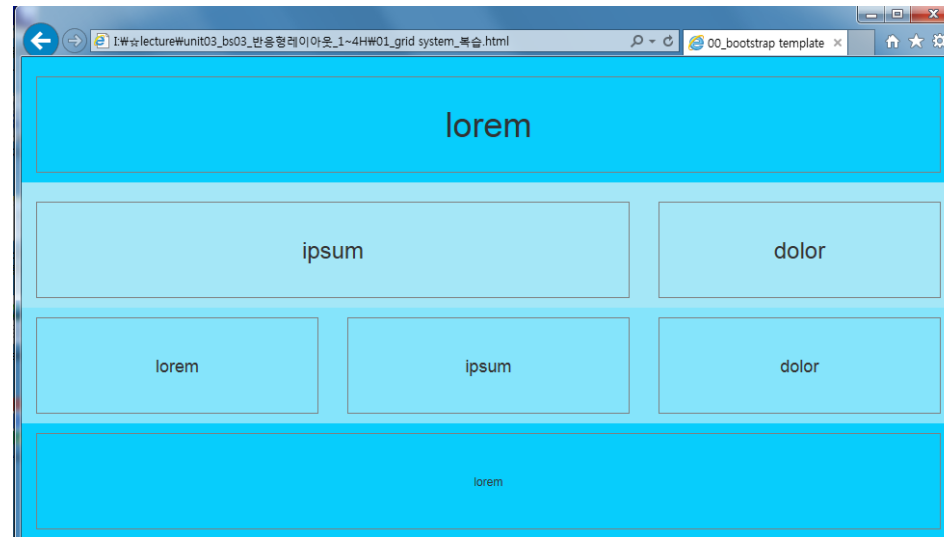 I:₩☆lecture₩unit03_bs03_반응형레이아웃_1~4H₩01_grid system_복습.html
00_bootstrap template
lorem
ipsum
dolor
lorem
ipsum
dolor
lorem